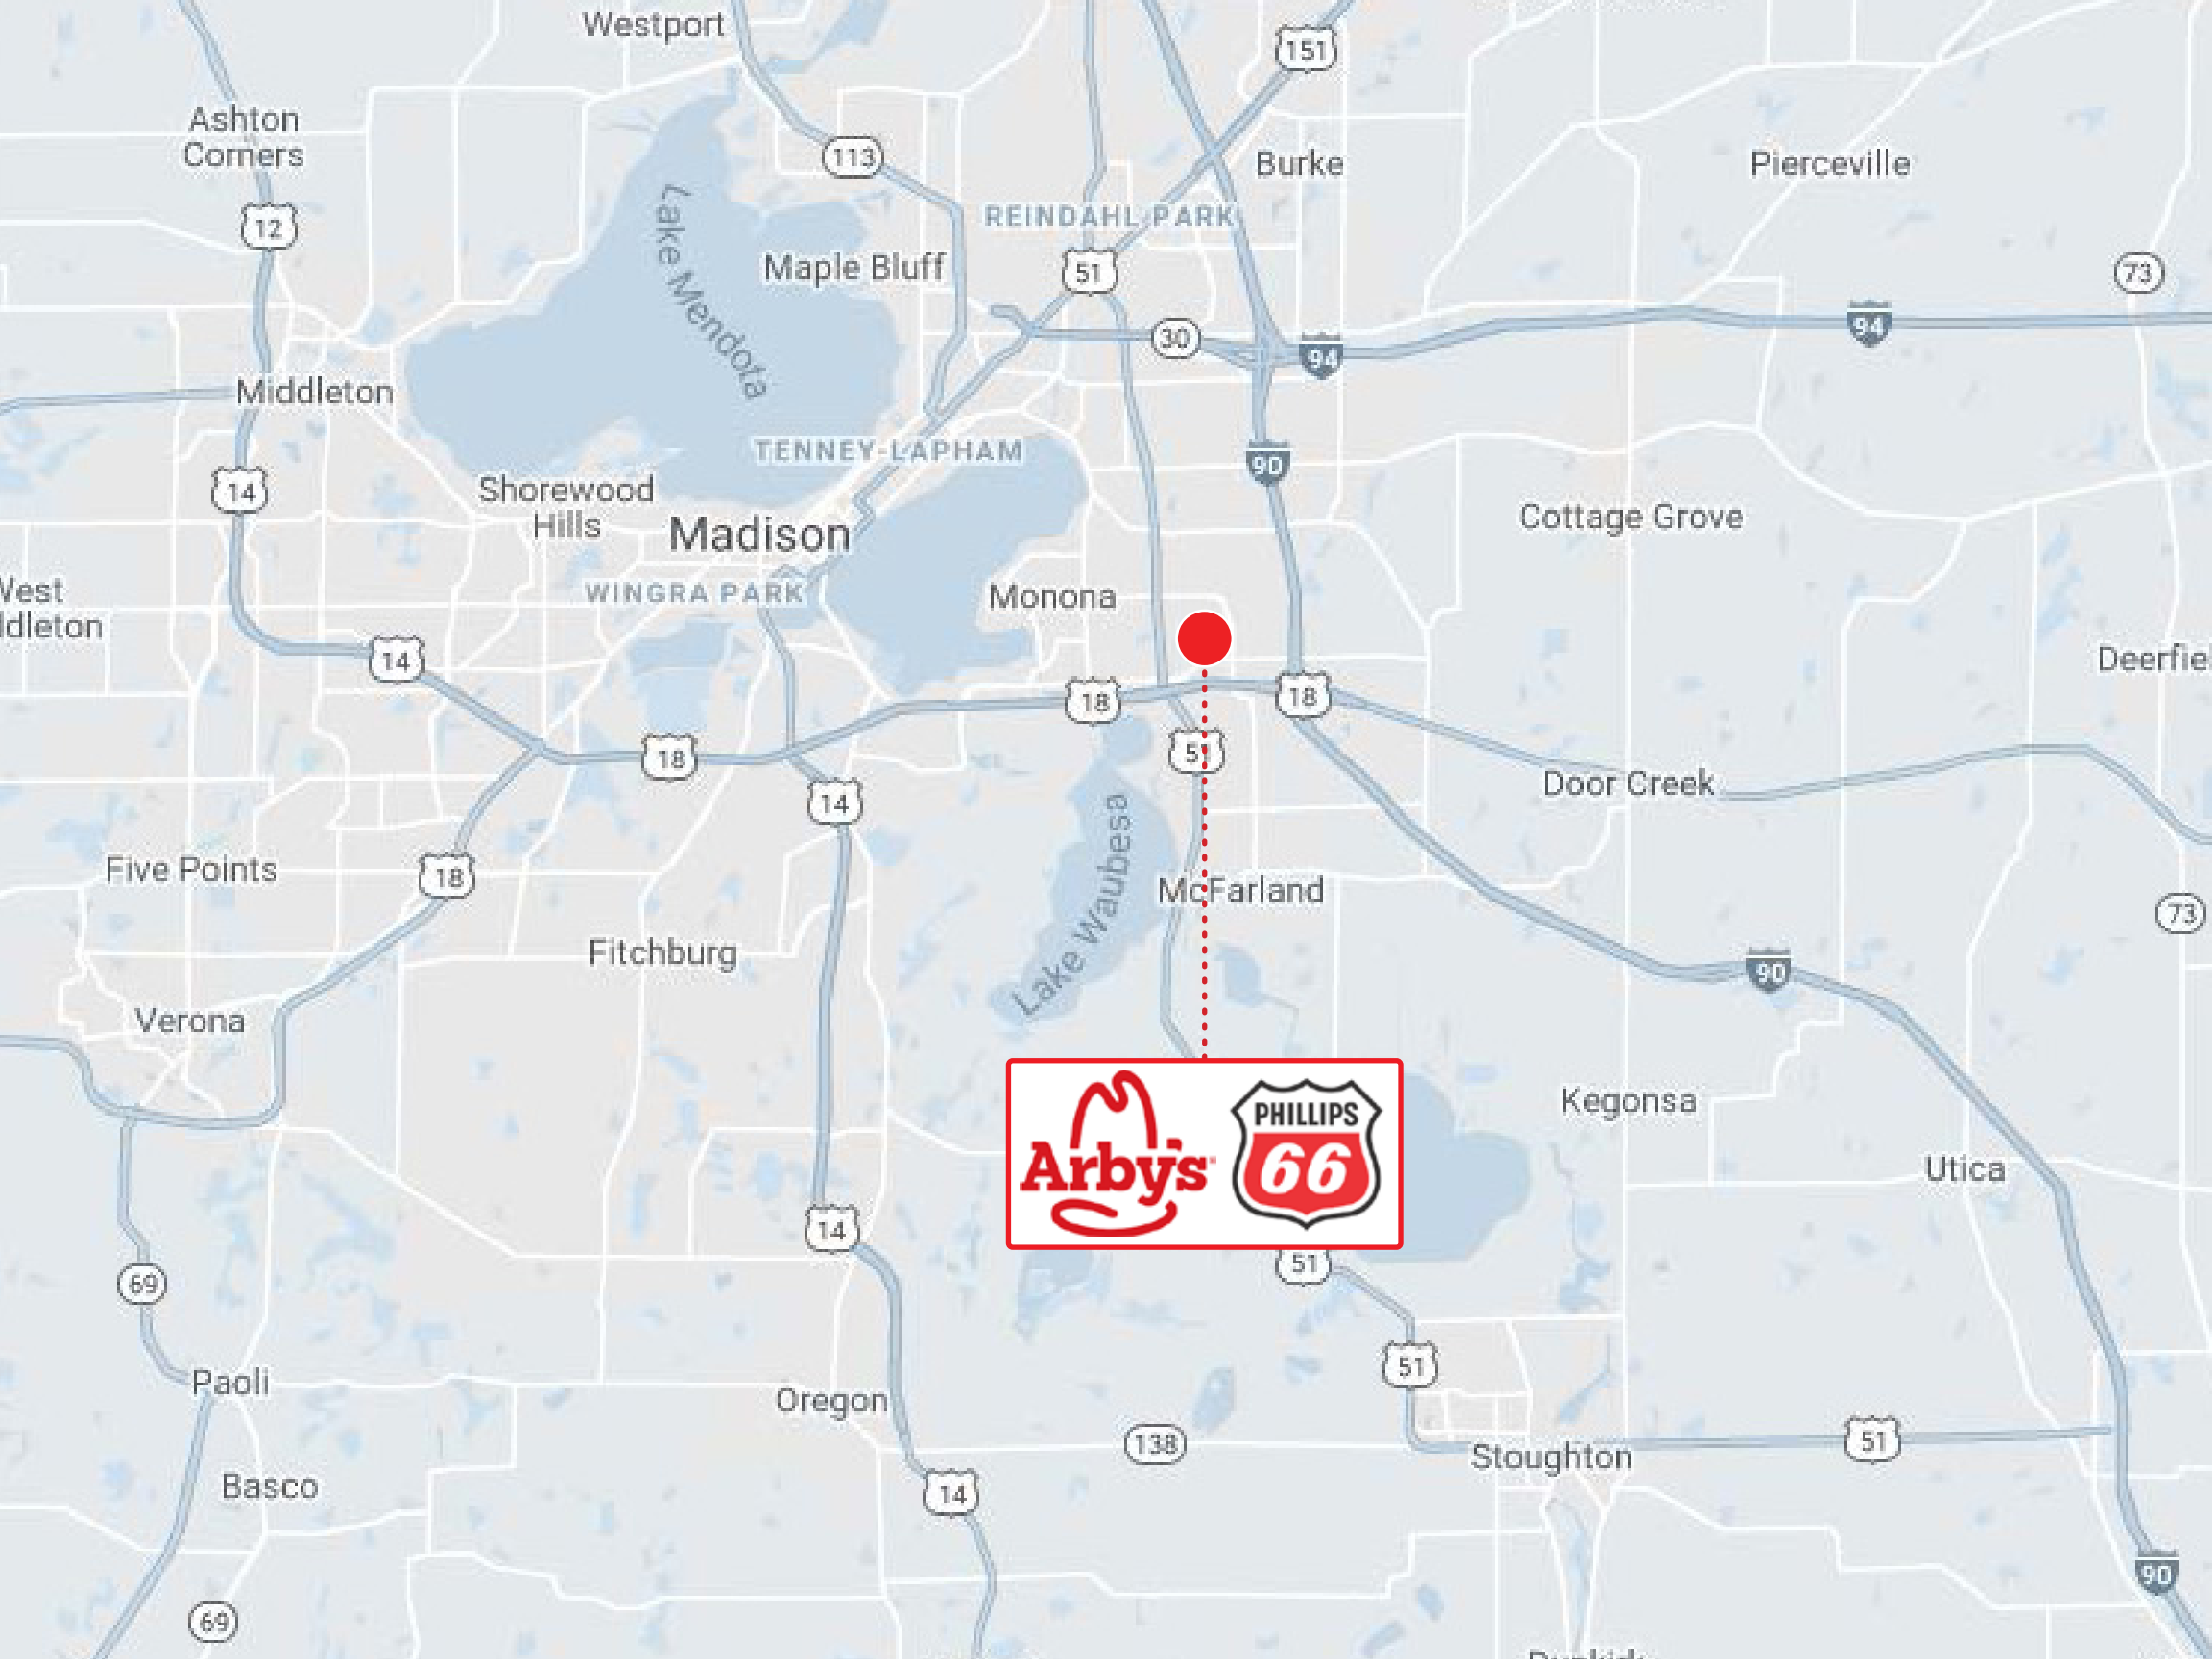 Westport
151
Ashton
Corners
113
Burke
Pierceville
12
REINDAHL PARK
Lake Mendota
Maple Bluff
51
73
30
94
94
Middleton
TENNEY-LAPHAM
90
14
Shorewood
Hills
Madison
Cottage Grove
West
WINGRA PARK
Monona
14
18
18
51
18
Door Creek
14
Lake Waubesa
Five Points
18
McFarland
73
Fitchburg
90
Verona
Kegonsa
Arby's
PHILLIPS
66
Utica
14
51
69
51
Paoli
Oregon
138
51
Stoughton
Basco
14
90
69